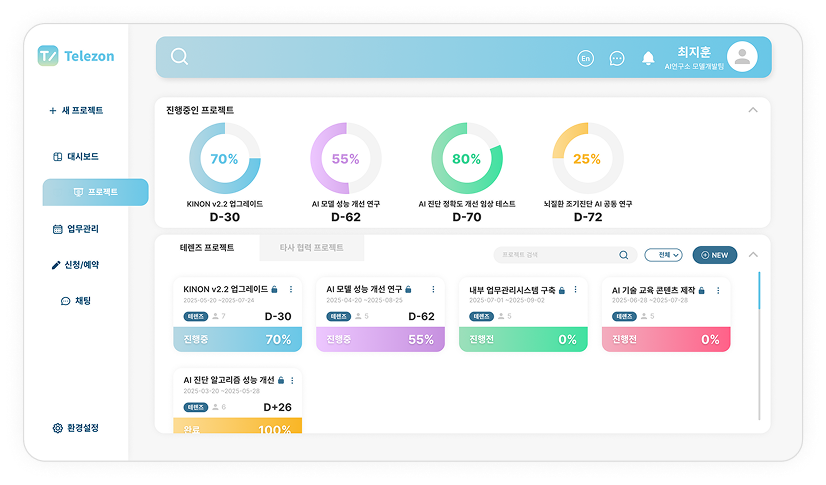 Telezon
En
최지훈
AI연구소 모델개발팀
새 프로젝트
대시보드
프로젝트
업무관리
신청/예약
채팅
환경설정
진행중인 프로젝트
70%
KINON v2.2 업그레이드
D-30
55%
AI 모델 성능 개선 연구
D-62
80%
AI 진단 정확도 개선 임상 테스트
D-70
25%
뇌질환 조기진단 AI 공동 연구
D-72
테렌즈 프로젝트
타사 협력 프로젝트
프로젝트 검색
전체
NEW
KINON v2.2 업그레이드
2025-05-20 ~2025-07-24
테렌즈 7 D-30
진행중 70%
AI 모델 성능 개선 연구
2025-04-20 ~2025-08-25
테렌즈 5 D-62
진행중 55%
내부 업무관리시스템 구축
2025-07-01 ~2025-09-02
테렌즈 5
진행전 0%
AI 기술 교육 콘텐츠 제작
2025-06-28 ~2025-07-28
테렌즈 5
진행전 0%
AI 진단 알고리즘 성능 개선
2025-03-20 ~2025-05-28
테렌즈 6 D+26
완료 100%